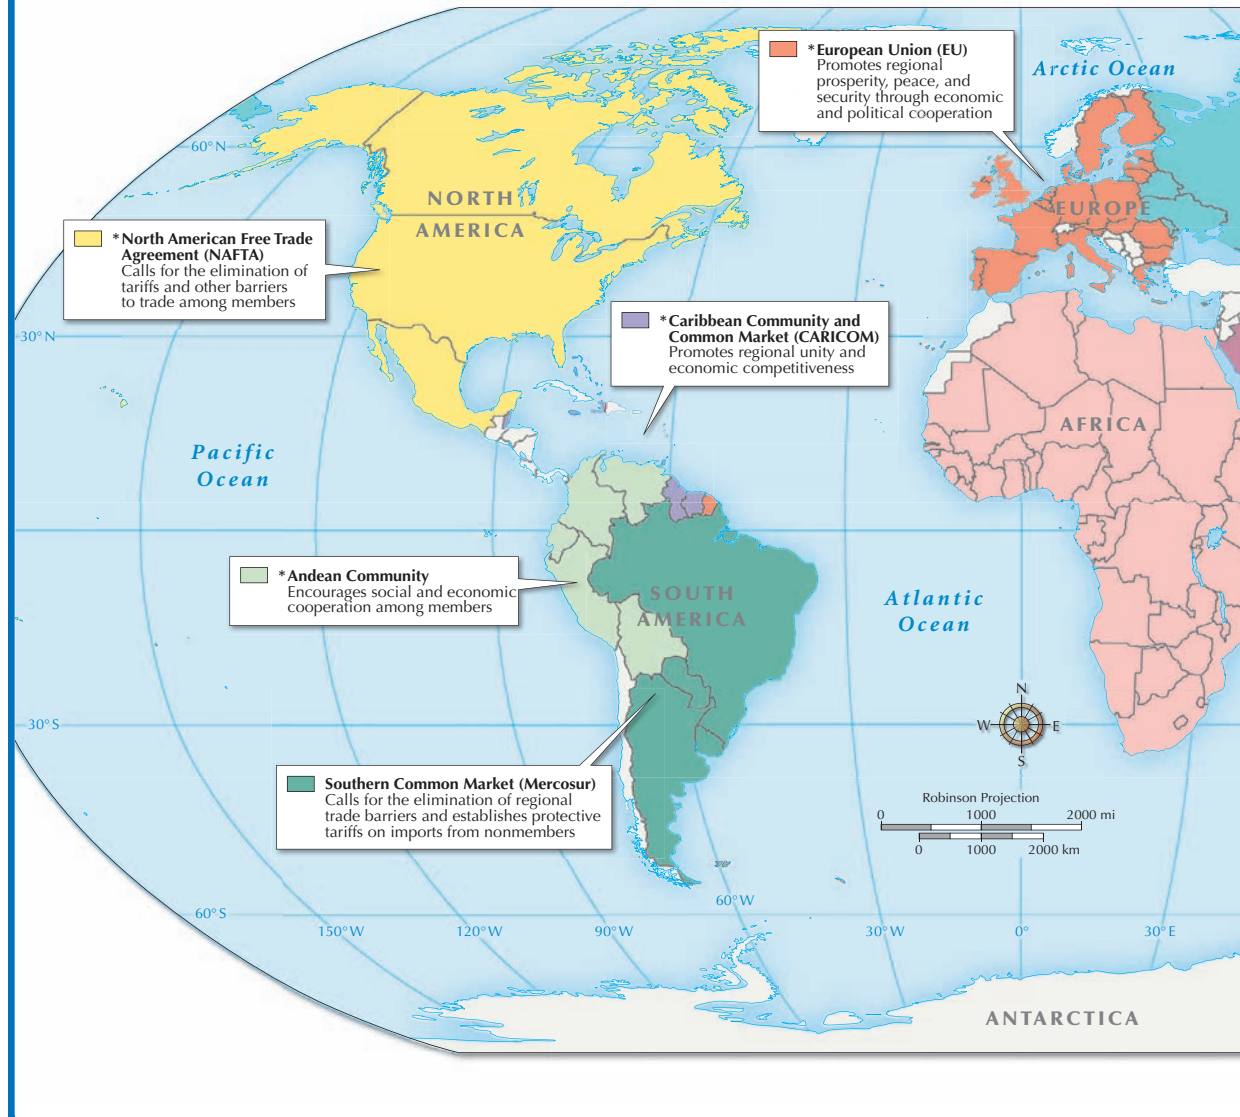 *European Union (EU)
Promotes regional
prosperity, peace, and
security through economic
and political cooperation
Arctic Ocean
60°N
NORTH
AMERICA
EUROPE
*North American Free Trade
Agreement (NAFTA)
Calls for the elimination of
tariffs and other barriers
to trade among members
30°N
*Caribbean Community and
Common Market (CARICOM)
Promotes regional unity and
economic competitiveness
AFRICA
Pacific
Ocean
*Andean Community
Encourages social and economic
cooperation among members
SOUTH
AMERICA
Atlantic
Ocean
N
W
E
S
30°S
Southern Common Market (Mercosur)
Calls for the elimination of regional
trade barriers and establishes protective
tariffs on imports from nonmembers
Robinson Projection
0 1000 2000 mi
0 1000 2000 km
60°S
60°W
150°W
120°W
90°W
30°W
0°
30°E
ANTARCTICA